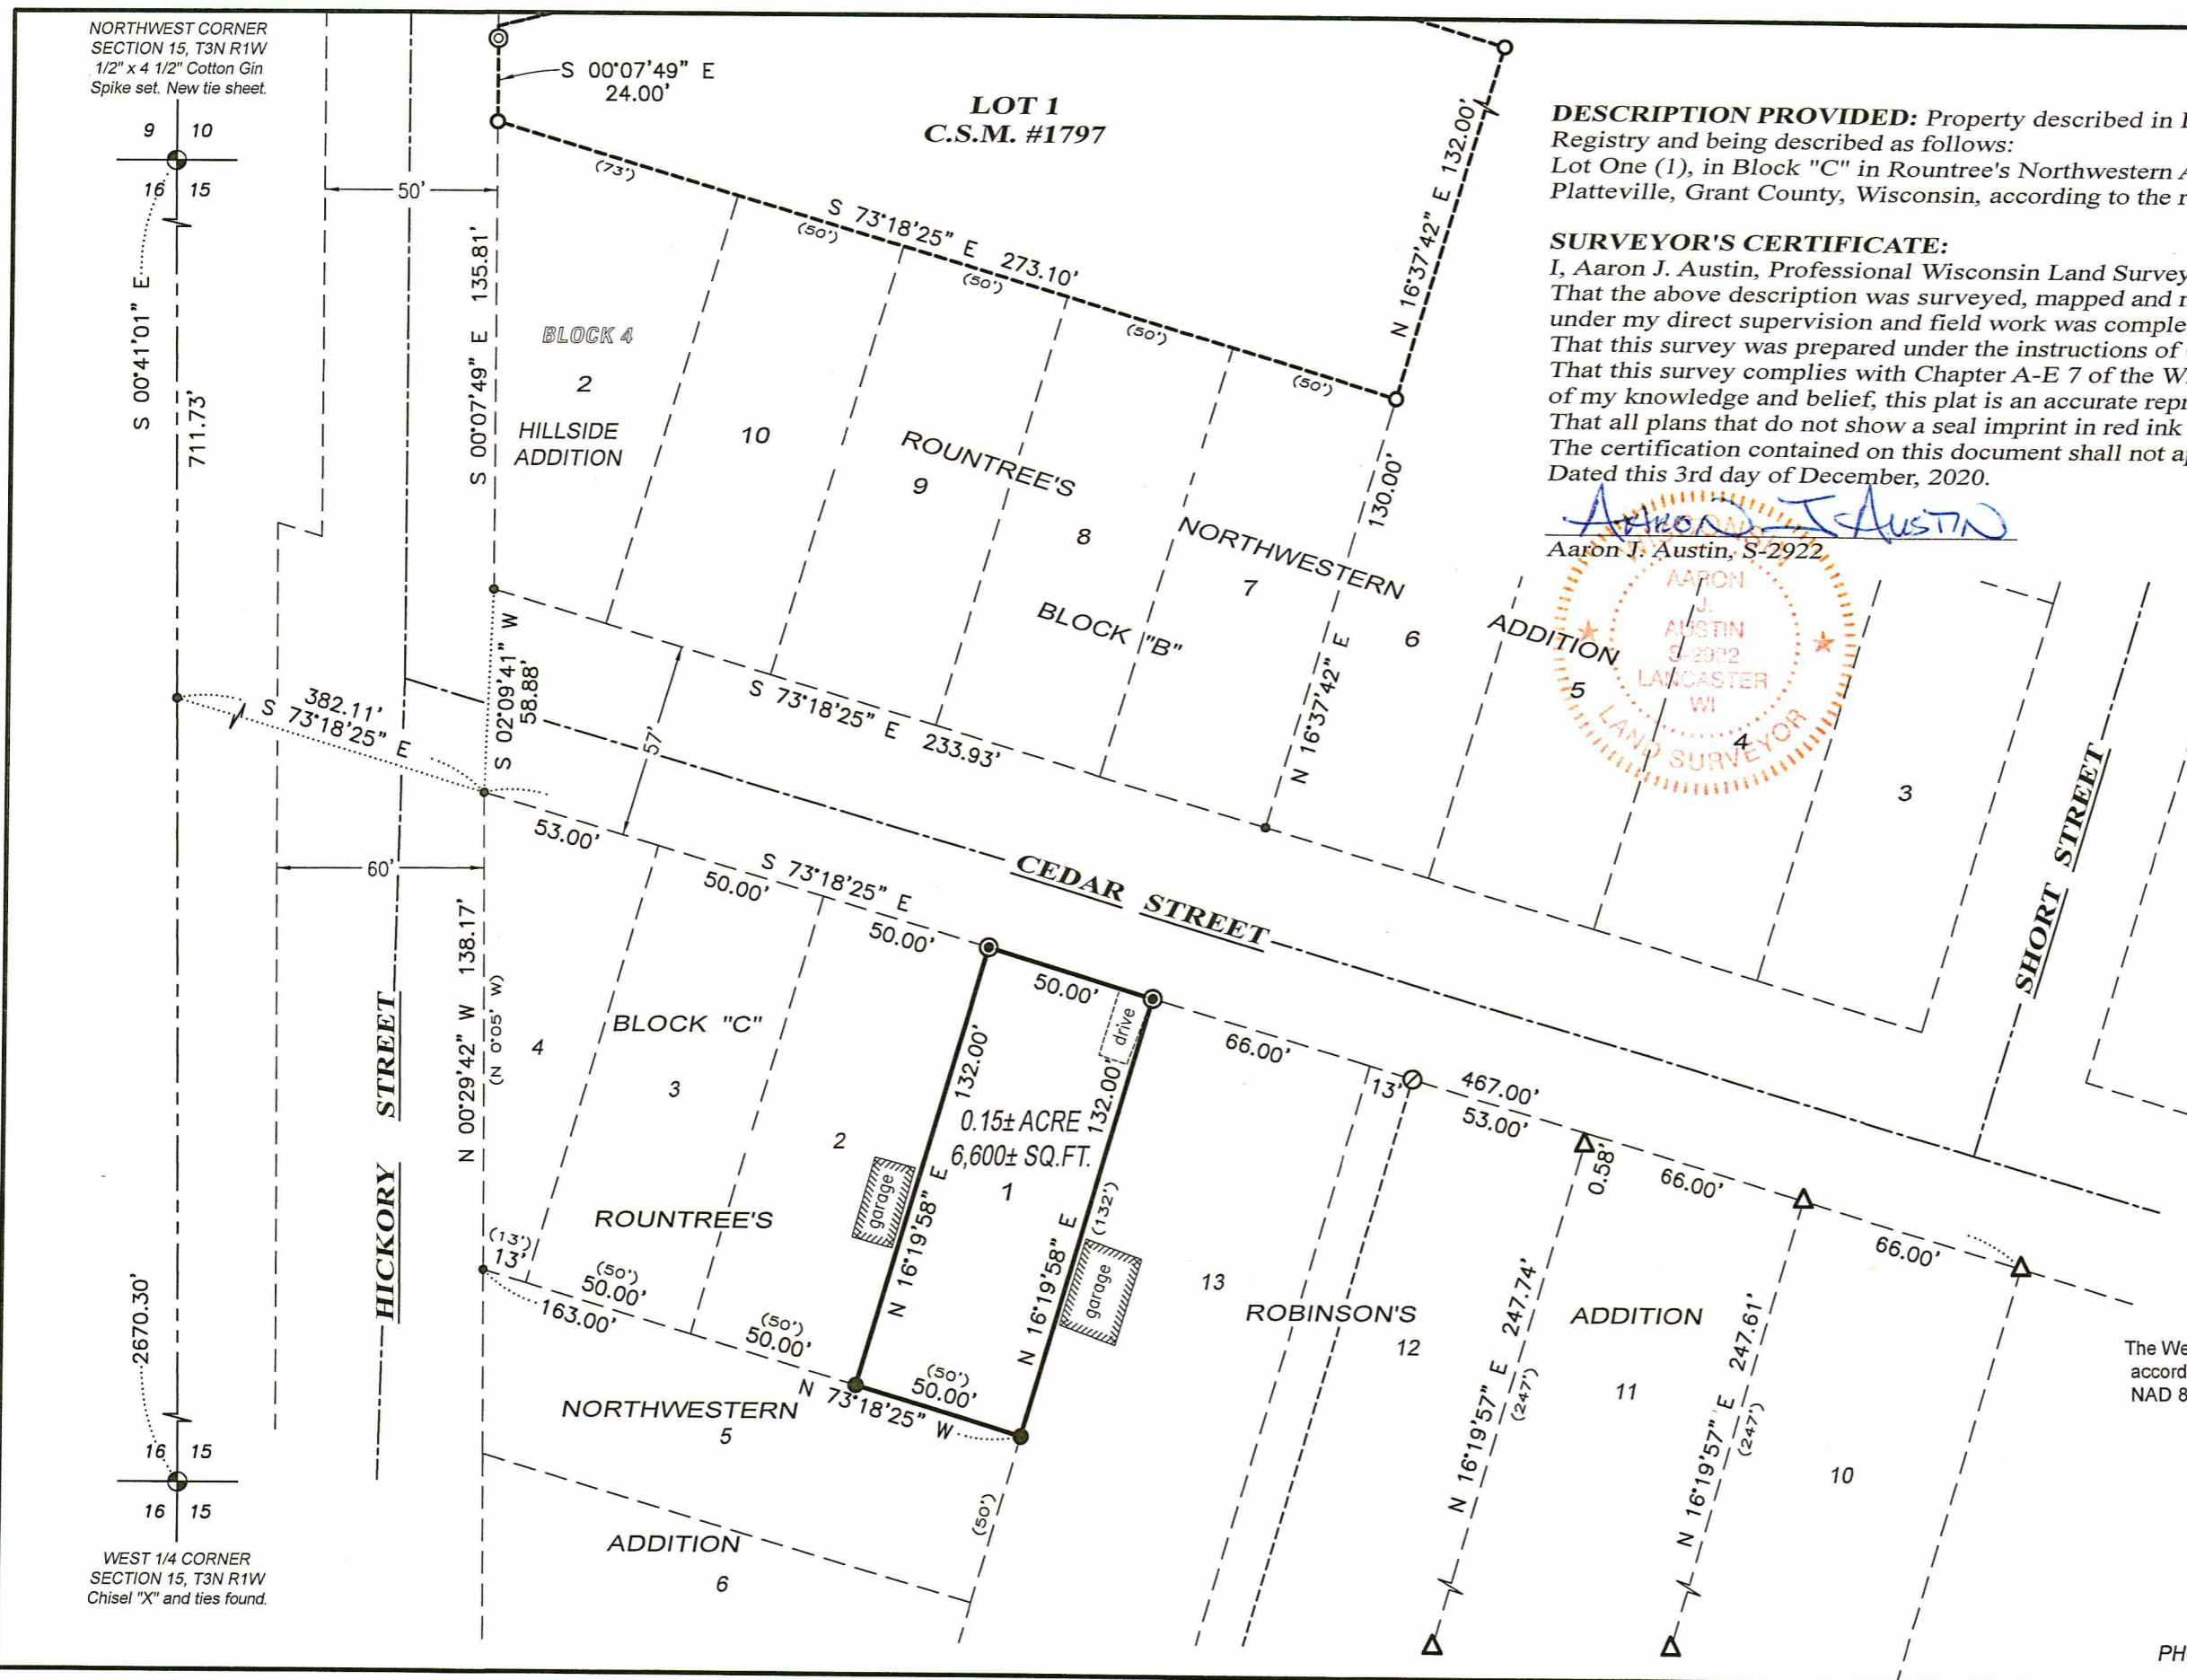 NORTHWEST CORNER
SECTION 15, T3N R1W
1/2" x 4 1/2" Cotton Gin
Spike set. New tie sheet.
9 10
16 15
S 00°41'01" E
711.73'
2670.30'
16 15
16 15
WEST 1/4 CORNER
SECTION 15, T3N R1W
Chisel "X" and ties found.
S 00°07'49" E
24.00'
LOT 1
C.S.M. #1797
N 16°37'42" E 132.00'
50'
(73')
S 73°18'25" E 273.10'
(50')
(50')
(50')
(50')
S 00°07'49" E 135.81'
BLOCK 4
2
HILLSIDE
ADDITION
10
ROUNTREE'S
9
8
NORTHWESTERN
7
BLOCK "B"
130.00'
N 16°37'42" E
6
ADDITION
5
4
3
S 02°09'41" W
58.88'
57'
S 73°18'25" E 233.93'
382.11'
S 73°18'25" E
60'
53.00'
S 73°18'25" E
50.00'
50.00'
CEDAR STREET
SHORT STREET
HICKORY STREET
N 00°29'42" W 138.17'
(N 0°05' W)
4
BLOCK "C"
3
2
ROUNTREE'S
50.00'
drive
132.00'
132.00'
0.15± ACRE
6,600± SQ.FT.
1
garage
N 16°19'58" E
N 16°19'58" E
(132')
garage
(13')
13'
(50')
50.00'
163.00'
(50')
50.00'
(50')
50.00'
N 73°18'25" W
NORTHWESTERN
5
ADDITION
6
(50')
66.00'
13'
467.00'
53.00'
0.58'
66.00'
66.00'
13
ROBINSON'S
12
ADDITION
11
10
N 16°19'57" E 247.74'
(247')
N 16°19'57" E 247.61'
(247')
DESCRIPTION PROVIDED: Property described in
Registry and being described as follows:
Lot One (1), in Block "C" in Rountree's Northwestern A
Platteville, Grant County, Wisconsin, according to the r
SURVEYOR'S CERTIFICATE:
I, Aaron J. Austin, Professional Wisconsin Land Survey
That the above description was surveyed, mapped and
under my direct supervision and field work was comple
That this survey was prepared under the instructions of
That this survey complies with Chapter A-E 7 of the W
of my knowledge and belief, this plat is an accurate repr
That all plans that do not show a seal imprint in red ink
The certification contained on this document shall not a
Dated this 3rd day of December, 2020.
AARON J AUSTIN
Aaron J. Austin, S-2922
WISCONSIN
AARON
J.
AUSTIN
S-2922
LANCASTER
WI
LAND SURVEYOR
The We
accord
NAD 8
PH